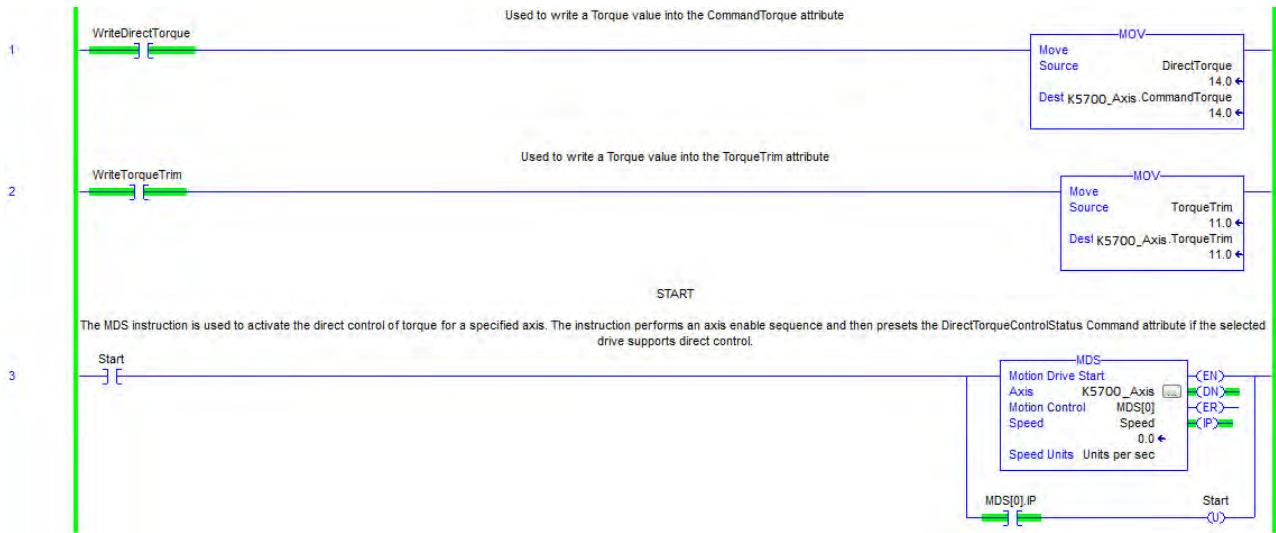 Used to write a Torque value into the CommandTorque attribute
WriteDirectTorque
1
MOV
Move
Source DirectTorque
14.0
Dest K5700_Axis.CommandTorque
14.0
Used to write a Torque value into the TorqueTrim attribute
WriteTorqueTrim
2
MOV
Move
Source TorqueTrim
11.0
Dest K5700_Axis.TorqueTrim
11.0
START
The MDS instruction is used to activate the direct control of torque for a specified axis. The instruction performs an axis enable sequence and then presets the DirectTorqueControlStatus Command attribute if the selected
drive supports direct control.
Start
3
MDS
Motion Drive Start
Axis K5700_Axis ...
Motion Control MDS[0]
Speed Speed
0.0
Speed Units Units per sec
EN
DN
ER
IP
MDS[0].IP
Start
U